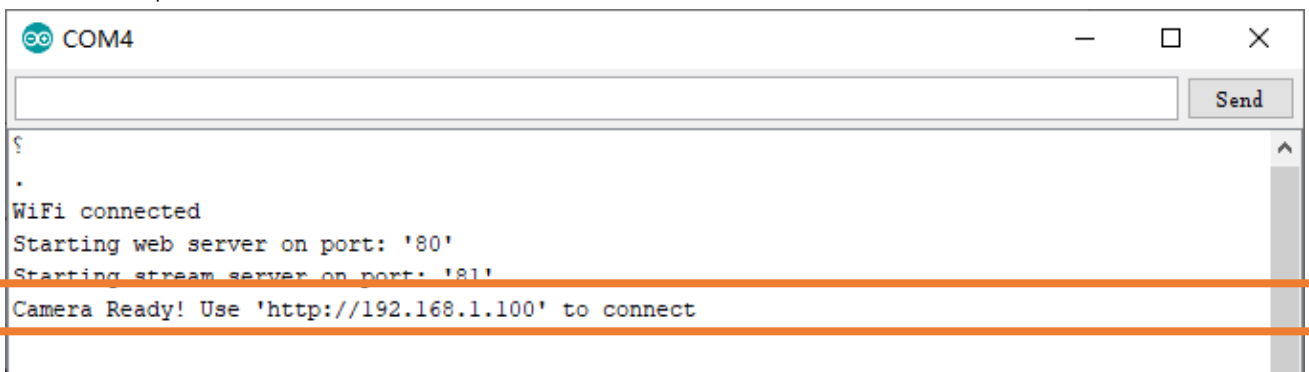 COM4
Send
⸮
.
WiFi connected
Starting web server on port: '80'
Starting stream server on port: '81'
Camera Ready! Use 'http://192.168.1.100' to connect